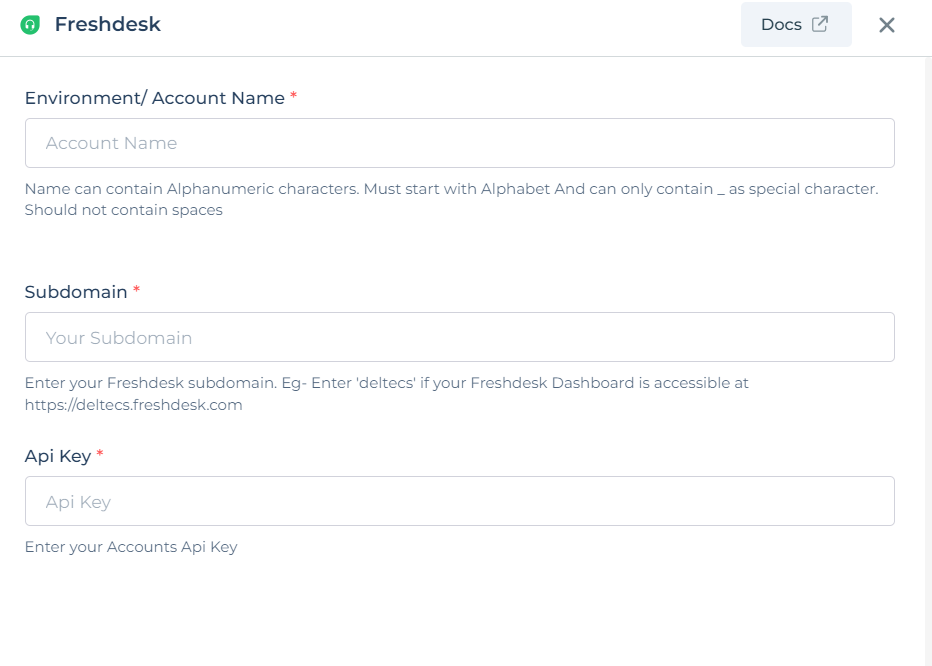 Freshdesk
Docs
Environment/ Account Name *
Account Name
Name can contain Alphanumeric characters. Must start with Alphabet And can only contain _ as special character.
Should not contain spaces
Subdomain *
Your Subdomain
Enter your Freshdesk subdomain. Eg- Enter 'deltecs' if your Freshdesk Dashboard is accessible at
https://deltecs.freshdesk.com
Api Key *
Api Key
Enter your Accounts Api Key